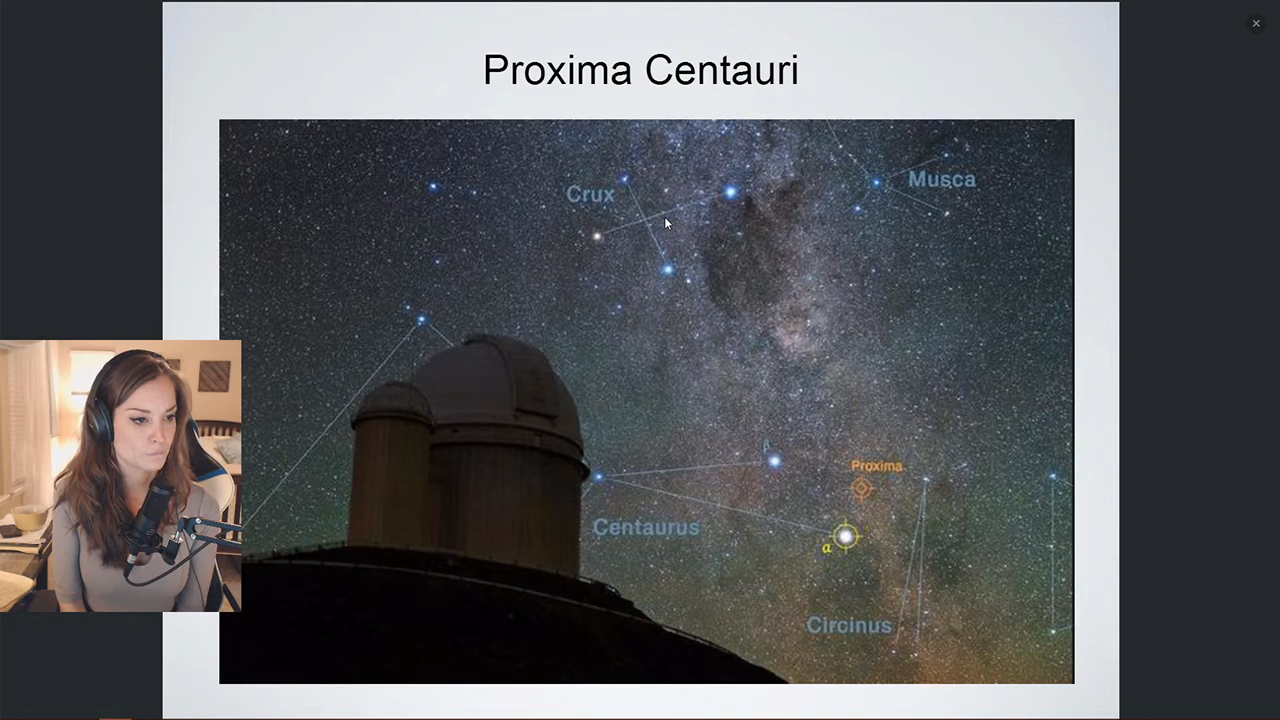 Proxima Centauri
Crux
Musca
β
Proxima
Centaurus
α
Circinus